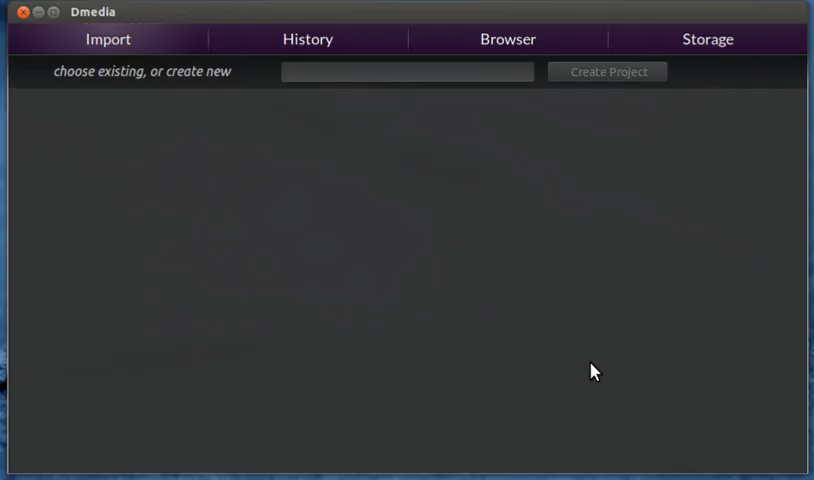 Dmedia
Import History Browser Storage
choose existing, or create new Create Project